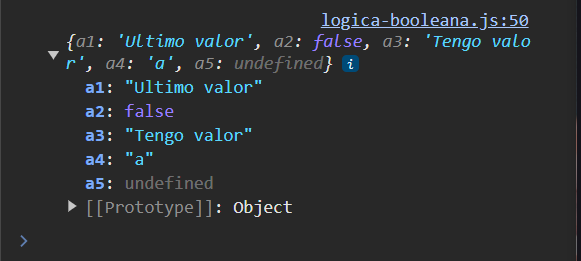 logica-booleana.js:50
{a1: 'Ultimo valor', a2: false, a3: 'Tengo valo
r', a4: 'a', a5: undefined} i
a1: "Ultimo valor"
a2: false
a3: "Tengo valor"
a4: "a"
a5: undefined
[[Prototype]]: Object